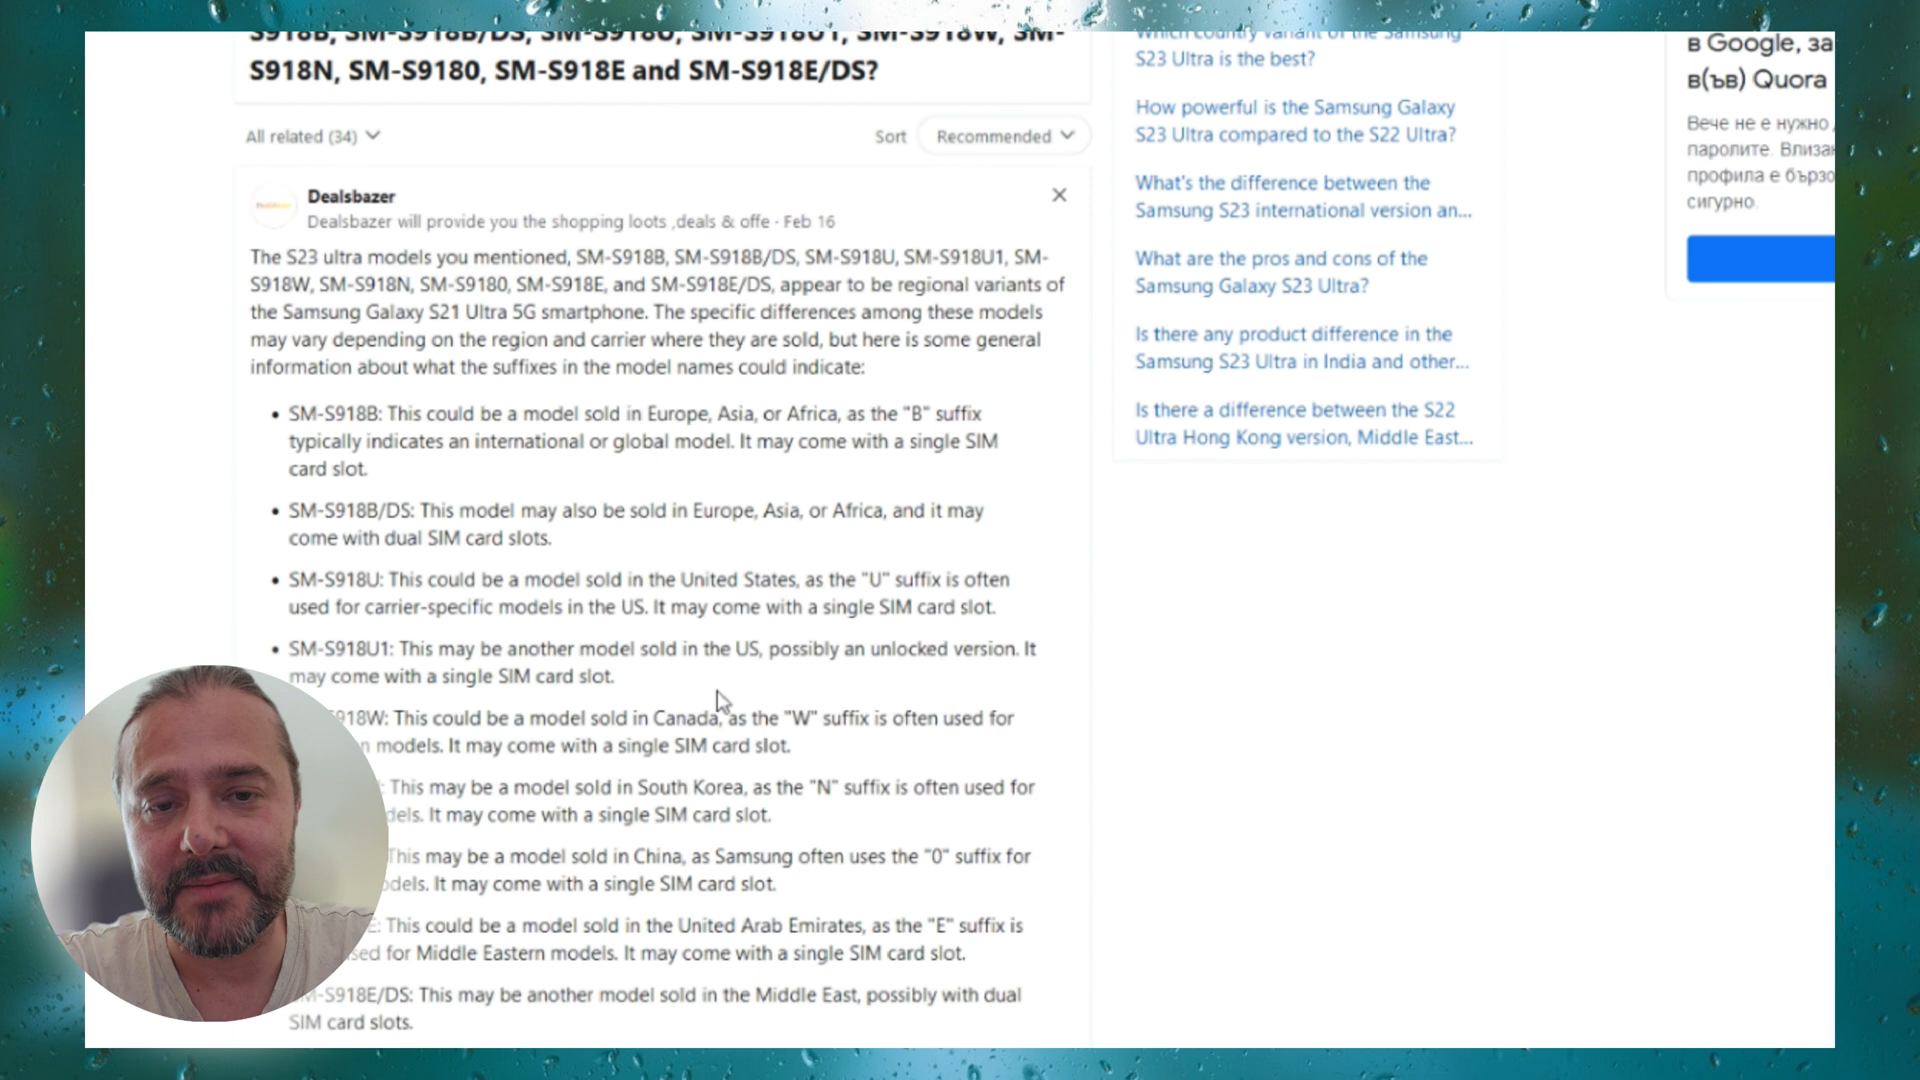 S918B, SM-S918B/DS, SM-S918U, SM-S918U1, SM-S918W, SM-
S918N, SM-S9180, SM-S918E and SM-S918E/DS?
All related (34)
Sort
Recommended
Dealsbazer
Dealsbazer will provide you the shopping loots ,deals & offe · Feb 16
The S23 ultra models you mentioned, SM-S918B, SM-S918B/DS, SM-S918U, SM-S918U1, SM-
S918W, SM-S918N, SM-S9180, SM-S918E, and SM-S918E/DS, appear to be regional variants of
the Samsung Galaxy S21 Ultra 5G smartphone. The specific differences among these models
may vary depending on the region and carrier where they are sold, but here is some general
information about what the suffixes in the model names could indicate:
• SM-S918B: This could be a model sold in Europe, Asia, or Africa, as the "B" suffix
typically indicates an international or global model. It may come with a single SIM
card slot.
• SM-S918B/DS: This model may also be sold in Europe, Asia, or Africa, and it may
come with dual SIM card slots.
• SM-S918U: This could be a model sold in the United States, as the "U" suffix is often
used for carrier-specific models in the US. It may come with a single SIM card slot.
• SM-S918U1: This may be another model sold in the US, possibly an unlocked version. It
may come with a single SIM card slot.
918W: This could be a model sold in Canada, as the "W" suffix is often used for
n models. It may come with a single SIM card slot.
: This may be a model sold in South Korea, as the "N" suffix is often used for
dels. It may come with a single SIM card slot.
This may be a model sold in China, as Samsung often uses the "0" suffix for
odels. It may come with a single SIM card slot.
E: This could be a model sold in the United Arab Emirates, as the "E" suffix is
sed for Middle Eastern models. It may come with a single SIM card slot.
M-S918E/DS: This may be another model sold in the Middle East, possibly with dual
SIM card slots.
Which country variant of the Samsung
S23 Ultra is the best?
How powerful is the Samsung Galaxy
S23 Ultra compared to the S22 Ultra?
What's the difference between the
Samsung S23 international version an...
What are the pros and cons of the
Samsung Galaxy S23 Ultra?
Is there any product difference in the
Samsung S23 Ultra in India and other...
Is there a difference between the S22
Ultra Hong Kong version, Middle East...
в Google, за
в(ъв) Quora
Вече не е нужно
паролите. Влизан
профила е бързо
сигурно.